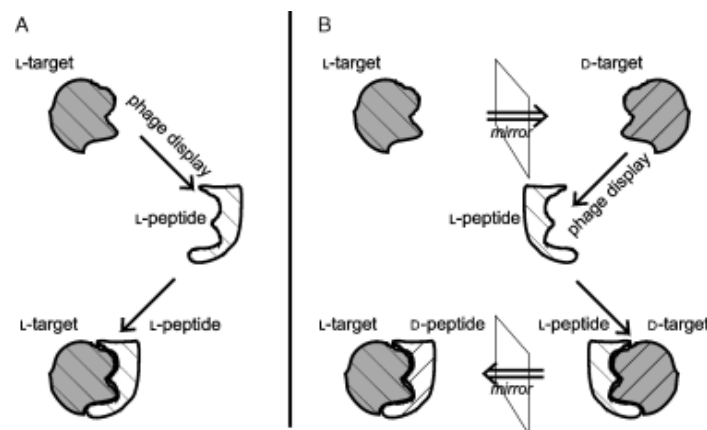 A
L-target
phage display
L-peptide
L-target L-peptide
B
L-target D-target
mirror
phage display
L-peptide
L-target D-peptide L-peptide D-target
mirror